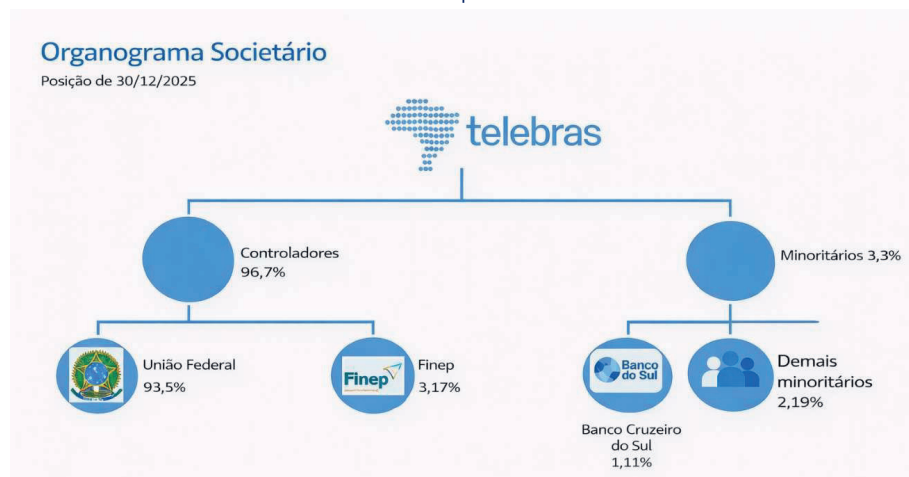 Organograma Societário
Posição de 30/12/2025
telebras
Controladores
96,7%
Minoritários 3,3%
União Federal
93,5%
Finep
Finep
3,17%
Banco
do Sul
Banco Cruzeiro
do Sul
1,11%
Demais
minoritários
2,19%